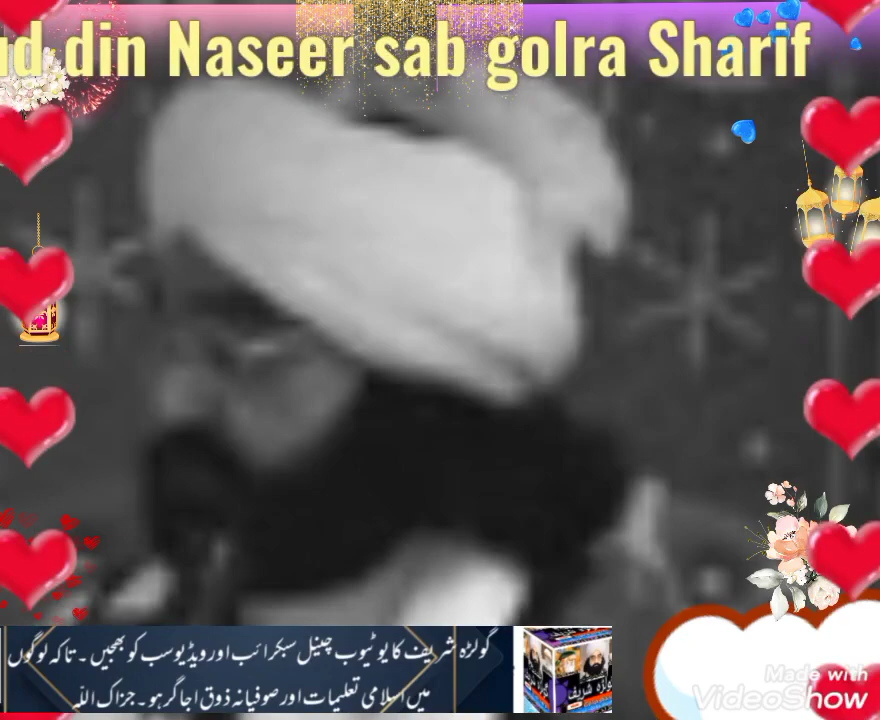 ud din Naseer sab golra Sharif
گولڑہ شریف کا یوٹیوب چینل سبکرائب اور ویڈیو سب کو بھیجیں۔ تاکہ لوگوں
میں اسلامی تعلیمات اور صوفیانہ ذوق اجاگر ہو۔ جزاک اللہ
Made with
VideoShow